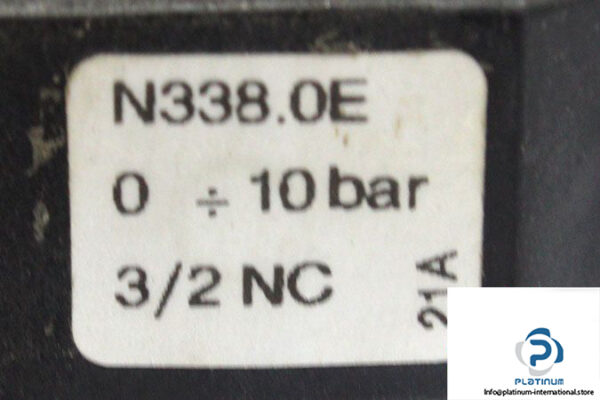 N338.0E
0 ÷ 10 bar
3/2 NC
21A
PLATINUM
Info@platinum-international.store